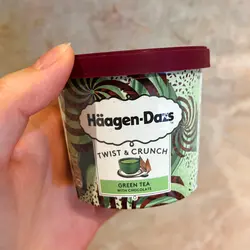 Häagen-Dazs
TWIST & CRUNCH
GREEN TEA
WITH CHOCOLATE